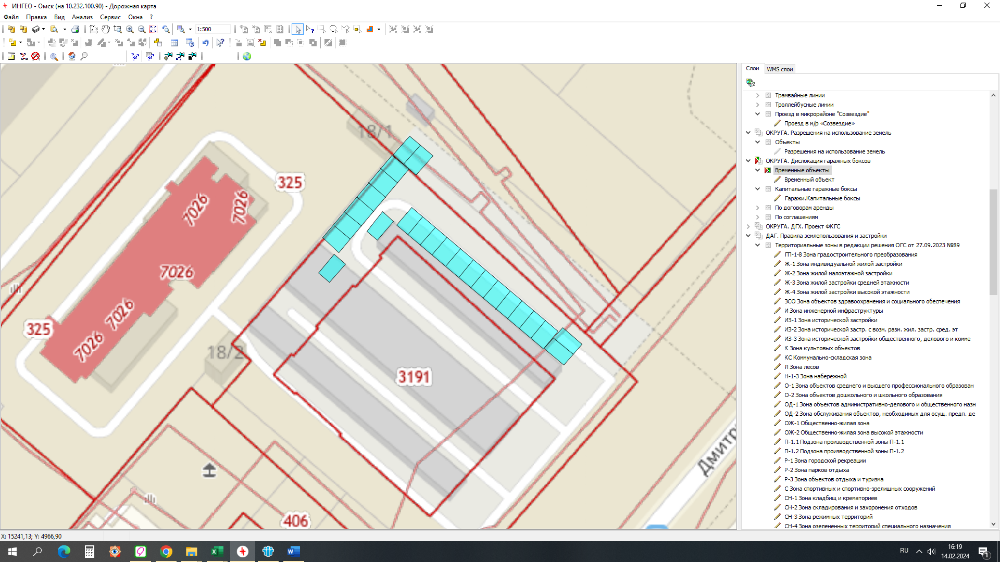 ИНГЕО - Омск (на 10.232.100.90) - Дорожная карта
Файл Правка Вид Анализ Сервис Окна ?
1:500
18/1
325
7026
7026
7026
7026
7026
325
18/2
3191
406
Слои WMS слои
Трамвайные линии
Троллейбусные линии
Проезд в микрорайоне "Созвездие"
Проезд в м/р «Созвездие»
ОКРУГА. Разрешения на использование земель
Объекты
Разрешения на использование земель
ОКРУГА. Дислокация гаражных боксов
Временные объекты
Временный объект
Капитальные гаражные боксы
Гаражи.Капитальные боксы
По договорам аренды
По соглашениям
ОКРУГА. ДГХ. Проект ФКГС
ДАГ. Правила землепользования и застройки
Территориальные зоны в редакции решения ОГС от 27.09.2023 №89
ГП-1-8 Зона градостроительного преобразования
Ж-1 Зона индивидуальной жилой застройки
Ж-2 Зона жилой малоэтажной застройки
Ж-3 Зона жилой застройки средней этажности
Ж-4 Зона жилой застройки высокой этажности
ЗСО Зона объектов здравоохранения и социального обеспечения
И Зона инженерной инфраструктуры
ИЗ-1 Зона исторической застройки
ИЗ-2 Зона исторической застр. с возм. разм. жил. застр. сред. эт
ИЗ-3 Зона исторической застройки общественного, делового и комме
К Зона культовых объектов
КС Коммунально-складская зона
Л Зона лесов
Н-1-3 Зона набережной
О-1 Зона объектов среднего и высшего профессионального образован
О-2 Зона объектов дошкольного и школьного образования
ОД-1 Зона объектов административно-делового и общественного назн
ОД-2 Зона обслуживания объектов, необходимых для осущ. предп. де
ОЖ-1 Общественно-жилая зона
ОЖ-2 Общественно-жилая зона высокой этажности
П-1.1 Подзона производственной зоны П-1.1
П-1.2 Подзона производственной зоны П-1.2
Р-1 Зона городской рекреации
Р-2 Зона парков отдыха
Р-3 Зона объектов отдыха и туризма
С Зона спортивных и спортивно-зрелищных сооружений
СН-1 Зона кладбищ и крематориев
СН-2 Зона складирования и захоронения отходов
СН-3 Зона режимных территорий
СН-4 Зона озелененных территорий специального назначения
X: 15241,13; Y: 4966,90
RU
16:19
14.02.2024
1